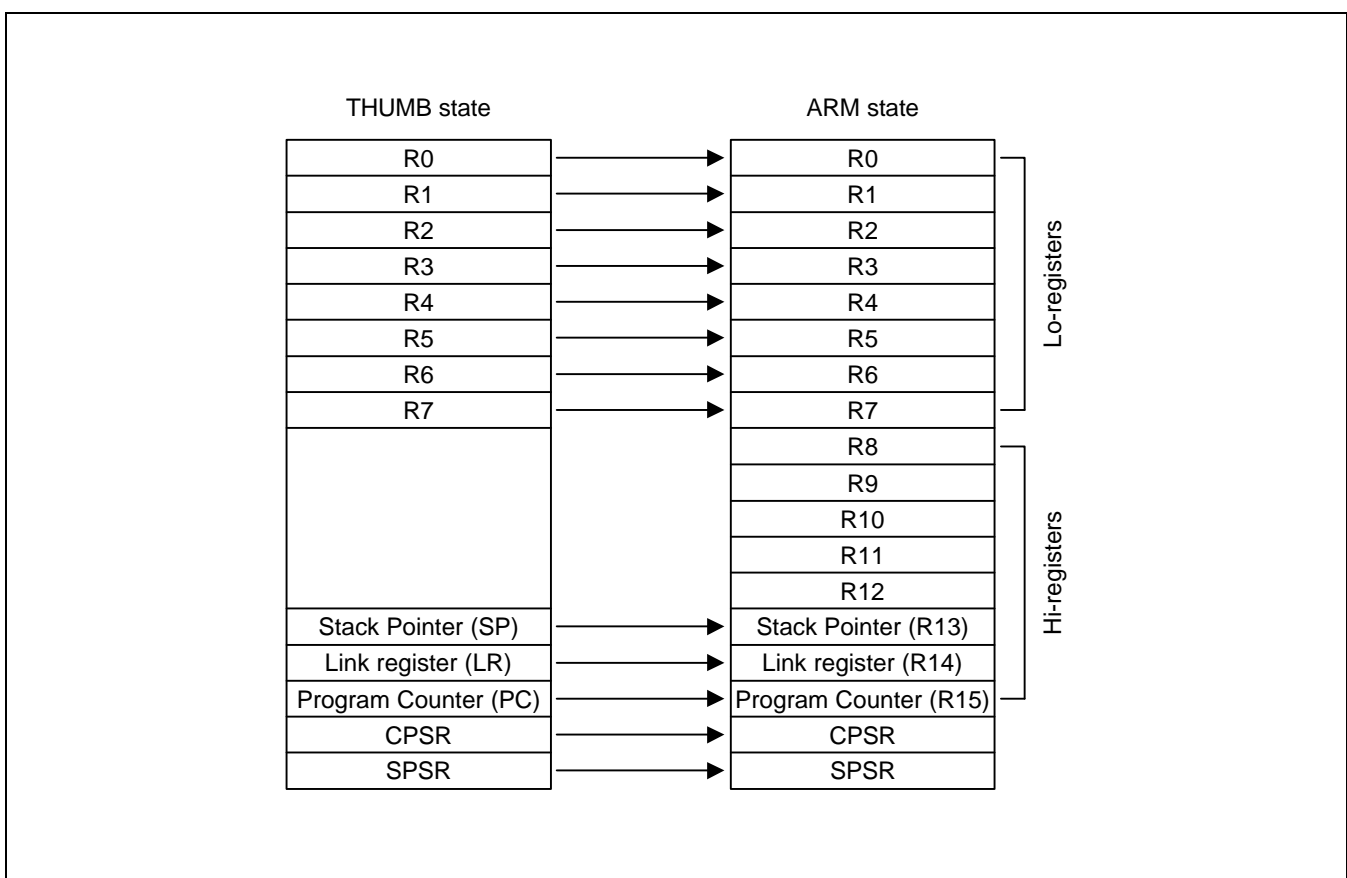 THUMB state
R0
R1
R2
R3
R4
R5
R6
R7
Stack Pointer (SP)
Link register (LR)
Program Counter (PC)
CPSR
SPSR
ARM state
R0
R1
R2
R3
R4
R5
R6
R7
R8
R9
R10
R11
R12
Stack Pointer (R13)
Link register (R14)
Program Counter (R15)
CPSR
SPSR
Lo-registers
Hi-registers